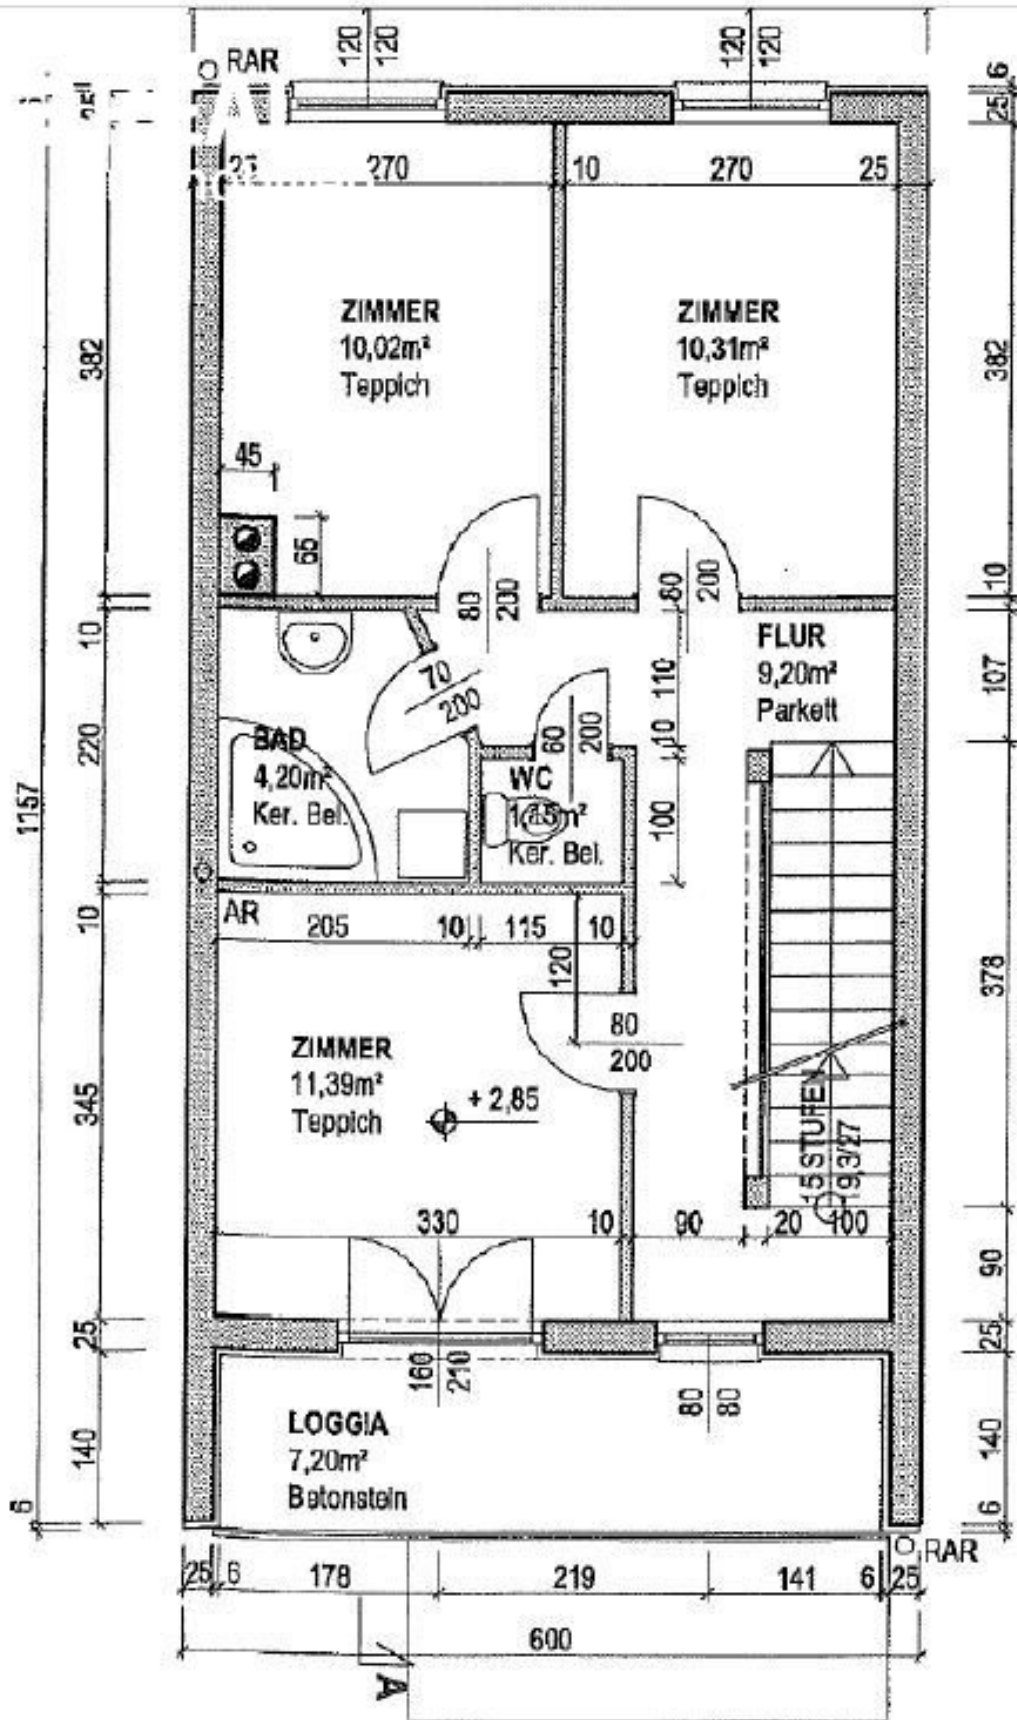 120
120
120
120
RAR
6
25
270
10
270
25
382
382
ZIMMER
10,02m²
Teppich
ZIMMER
10,31m²
Teppich
45
65
80
200
80
200
10
10
FLUR
9,20m²
Parkett
107
110
10
100
70
200
60
200
220
BAD
4,20m²
Ker. Bel.
WC
Ker. Bel.
1157
10
AR
205
10
115
10
120
80
200
378
ZIMMER
11,39m²
Teppich
+ 2,85
345
15 STUFEN
19,3/27
330
10
90
20
100
90
25
25
160
210
80
80
LOGGIA
7,20m²
Betonstein
140
140
6
6
RAR
25
6
178
219
141
6
25
600
A